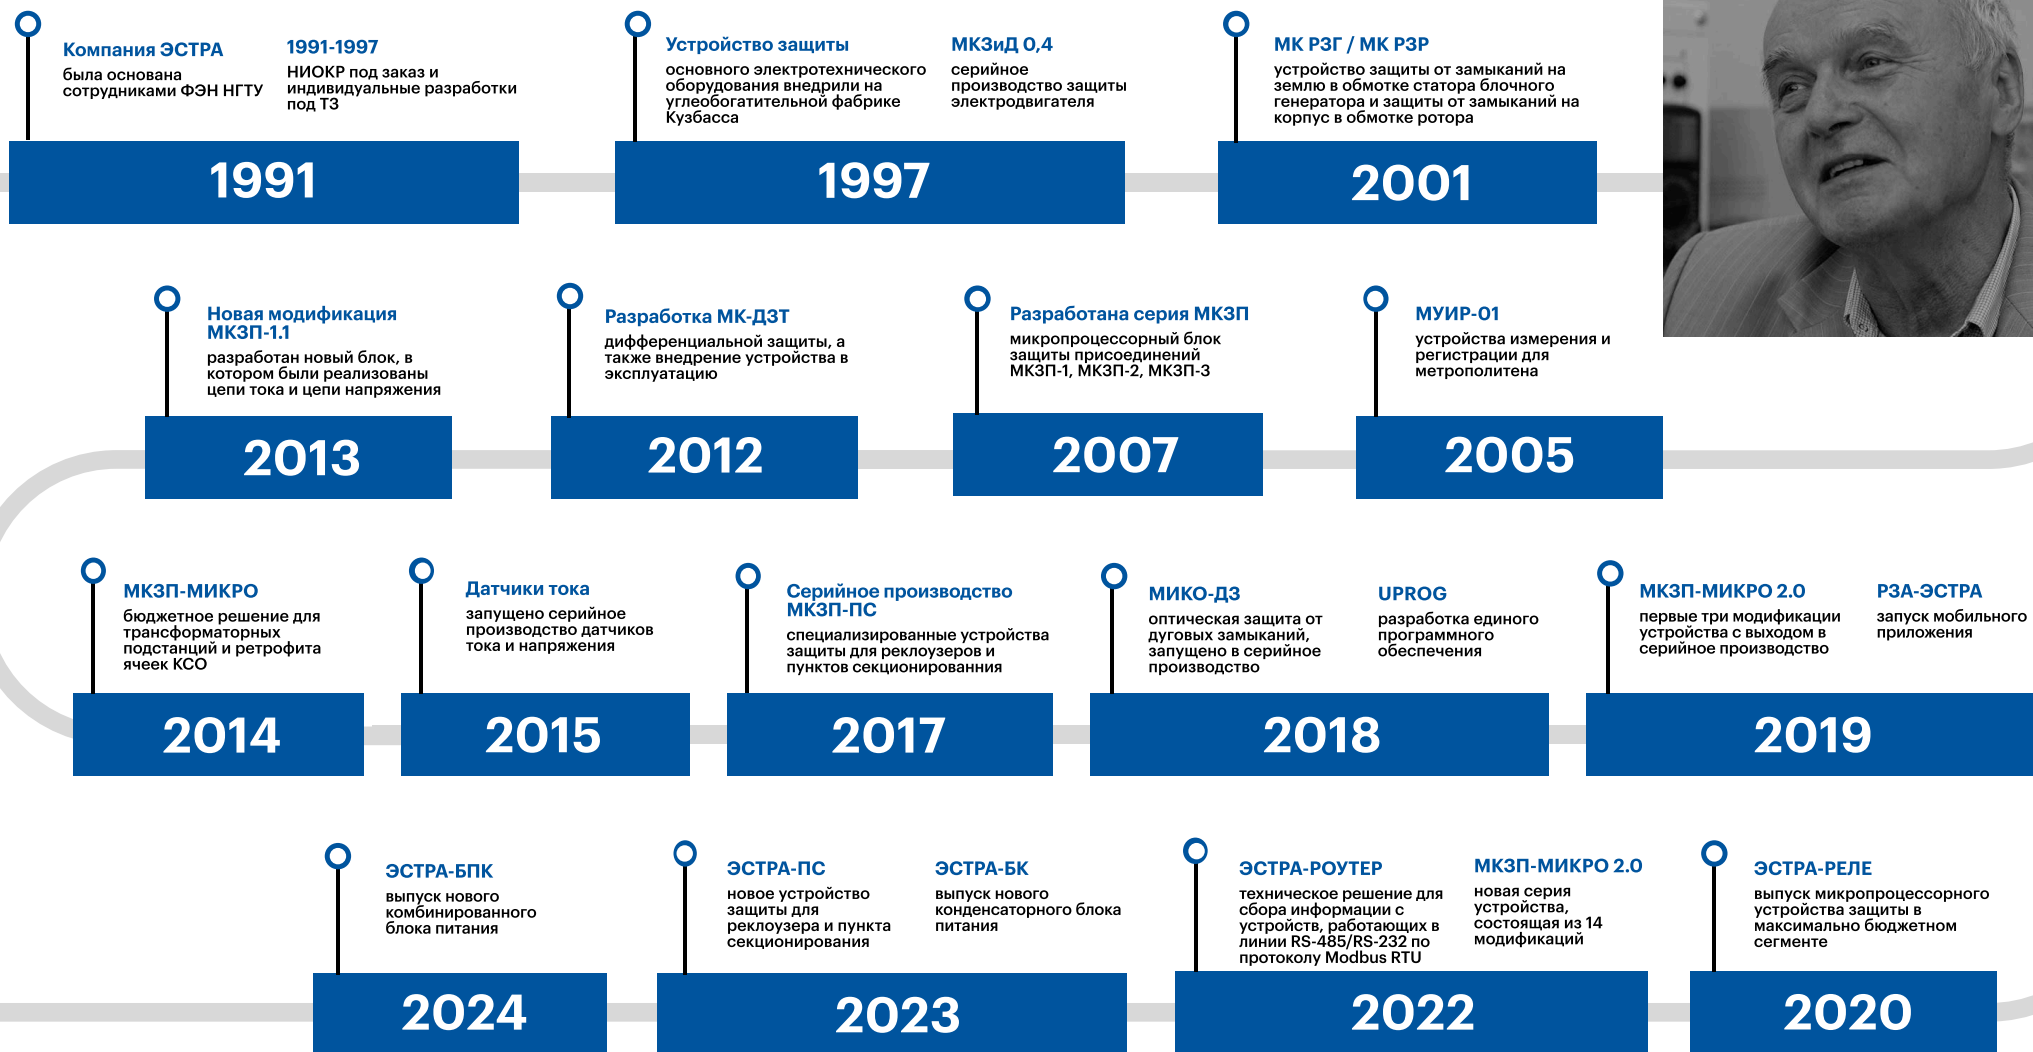 Компания ЭСТРА
была основана
сотрудниками ФЭН НГТУ
1991-1997
НИОКР под заказ и
индивидуальные разработки
под ТЗ
1991
Устройство защиты
основного электротехнического
оборудования внедрили на
углеобогатительной фабрике
Кузбасса
МКЗиД 0,4
серийное
производство защиты
электродвигателя
1997
МК РЗГ / МК РЗР
устройство защиты от замыканий на
землю в обмотке статора блочного
генератора и защиты от замыканий на
корпус в обмотке ротора
2001
Новая модификация
МКЗП-1.1
разработан новый блок, в
котором были реализованы
цепи тока и цепи напряжения
2013
Разработка МК-ДЗТ
дифференциальной защиты, а
также внедрение устройства в
эксплуатацию
2012
Разработана серия МКЗП
микропроцессорный блок
защиты присоединений
МКЗП-1, МКЗП-2, МКЗП-3
2007
МУИР-01
устройства измерения и
регистрации для
метрополитена
2005
МКЗП-МИКРО
бюджетное решение для
трансформаторных
подстанций и ретрофита
ячеек КСО
2014
Датчики тока
запущено серийное
производство датчиков
тока и напряжения
2015
Серийное производство
МКЗП-ПС
специализированные устройства
защиты для реклоузеров и
пунктов секционированния
2017
МИКО-ДЗ
оптическая защита от
дуговых замыканий,
запущено в серийное
производство
UPROG
разработка единого
программного
обеспечения
2018
МКЗП-МИКРО 2.0
первые три модификации
устройства с выходом в
серийное производство
РЗА-ЭСТРА
запуск мобильного
приложения
2019
ЭСТРА-БПК
выпуск нового
комбинированного
блока питания
2024
ЭСТРА-ПС
новое устройство
защиты для
реклоузера и пункта
секционирования
ЭСТРА-БК
выпуск нового
конденсаторного блока
питания
2023
ЭСТРА-РОУТЕР
техническое решение для
сбора информации с
устройств, работающих в
линии RS-485/RS-232 по
протоколу Modbus RTU
МКЗП-МИКРО 2.0
новая серия
устройства,
состоящая из 14
модификаций
2022
ЭСТРА-РЕЛЕ
выпуск микропроцессорного
устройства защиты в
максимально бюджетном
сегменте
2020